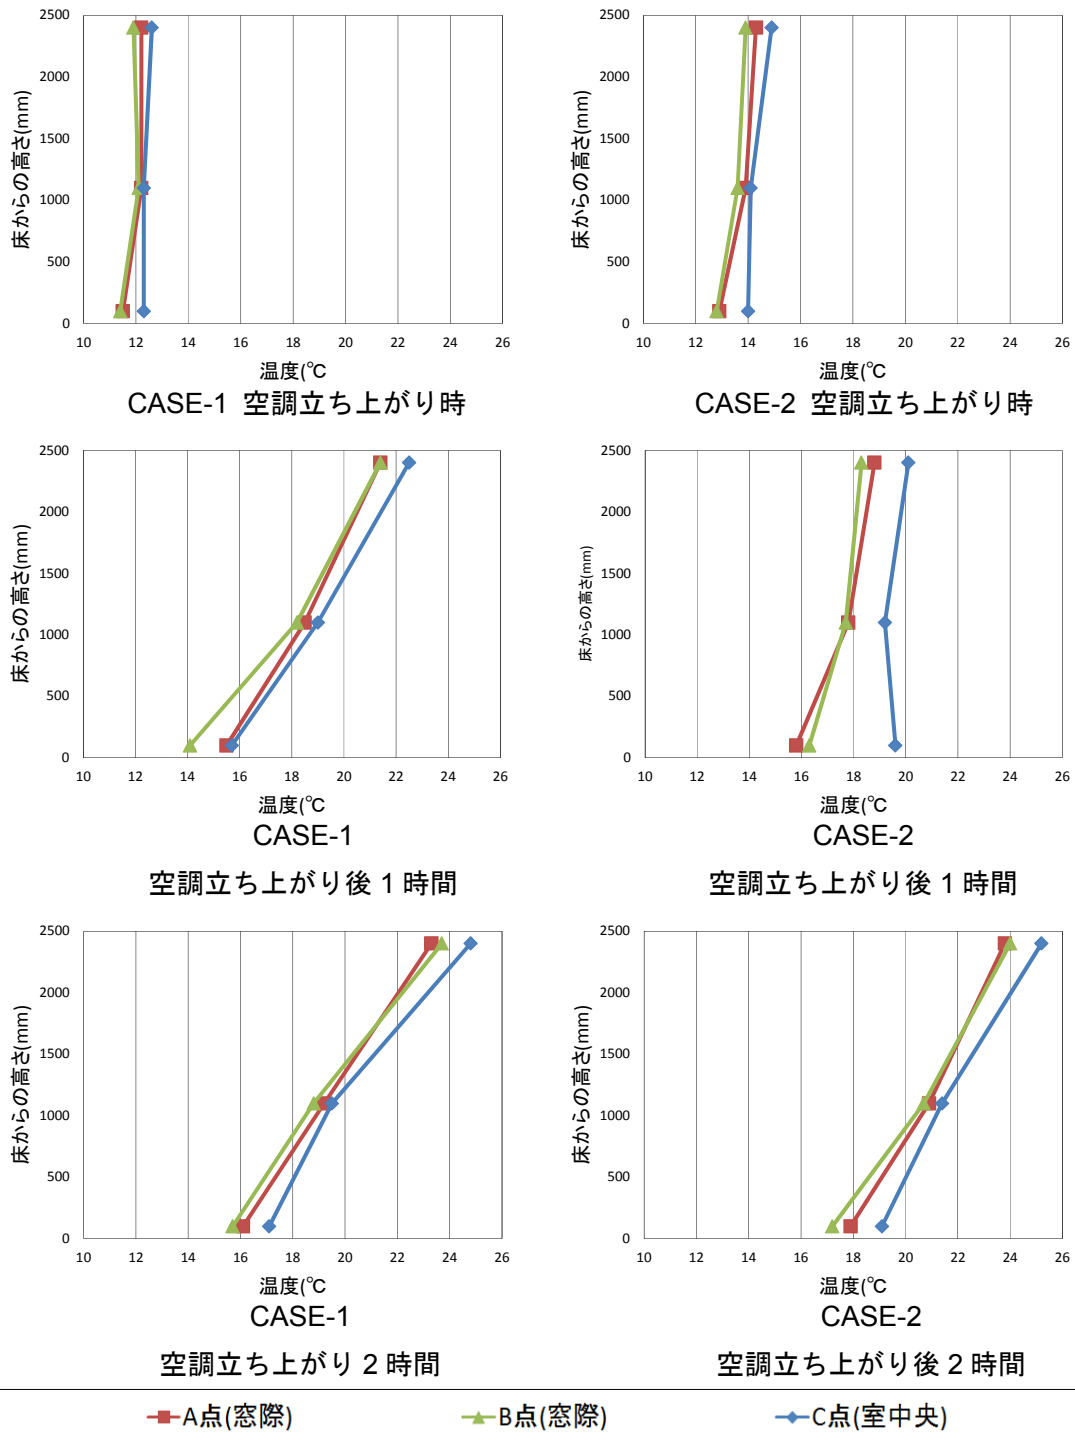 2500
2000
1500
1000
500
0
床からの高さ(mm)
10 12 14 16 18 20 22 24 26
温度(℃
CASE-1 空調立ち上がり時
2500
2000
1500
1000
500
0
床からの高さ(mm)
10 12 14 16 18 20 22 24 26
温度(℃
CASE-2 空調立ち上がり時
2500
2000
1500
1000
500
0
床からの高さ(mm)
10 12 14 16 18 20 22 24 26
温度(℃
CASE-1
空調立ち上がり後 1 時間
2500
2000
1500
1000
500
0
床からの高さ(mm)
10 12 14 16 18 20 22 24 26
温度(℃
CASE-2
空調立ち上がり後 1 時間
2500
2000
1500
1000
500
0
床からの高さ(mm)
10 12 14 16 18 20 22 24 26
温度(℃
CASE-1
空調立ち上がり 2 時間
2500
2000
1500
1000
500
0
床からの高さ(mm)
10 12 14 16 18 20 22 24 26
温度(℃
CASE-2
空調立ち上がり後 2 時間
A点(窓際) B点(窓際) C点(室中央)